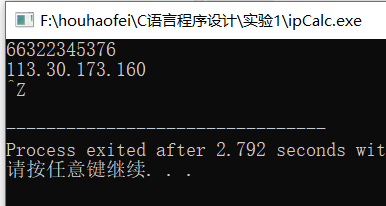 F:\houhaofei\C语言程序设计\实验1\ipCalc.exe
66322345376
113.30.173.160
^Z
--------------------------------
Process exited after 2.792 seconds wit
请按任意键继续. . .